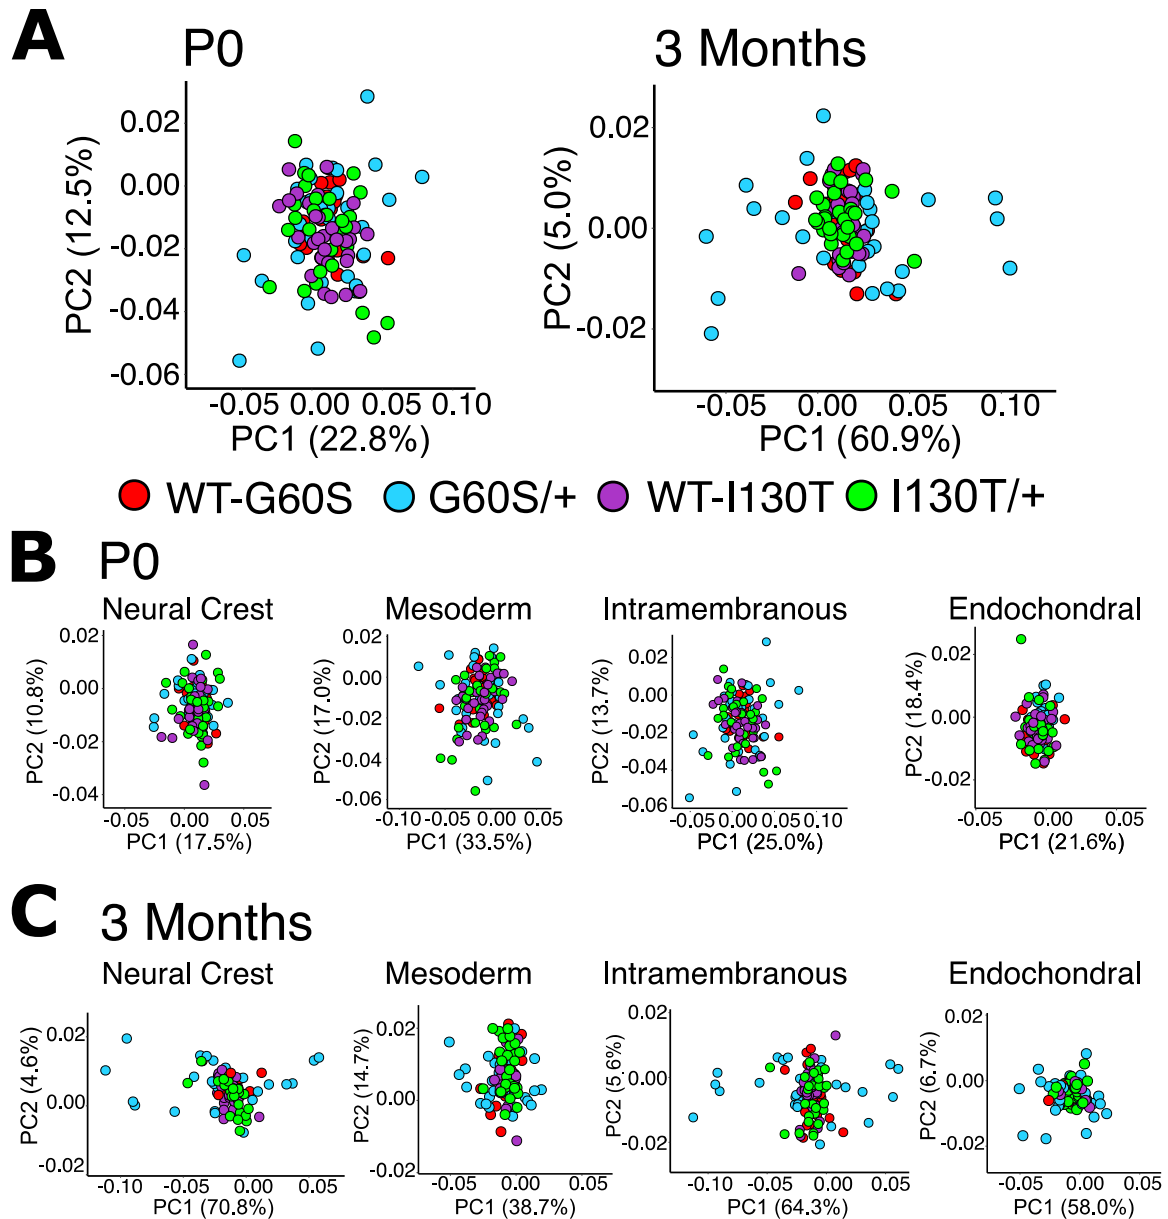 A
P0
3 Months
PC2 (12.5%)
0.02
0.00
-0.02
-0.04
-0.06
-0.05 0.00 0.05 0.10
PC1 (22.8%)
PC2 (5.0%)
0.02
0.00
-0.02
-0.05 0.00 0.05 0.10
PC1 (60.9%)
WT-G60S G60S/+ WT-I130T I130T/+
B P0
Neural Crest
PC2 (10.8%)
0.02
0.00
-0.02
-0.04
-0.05 0.00 0.05
PC1 (17.5%)
Mesoderm
PC2 (17.0%)
0.02
0.00
-0.02
-0.04
-0.06
-0.10 -0.05 0.00 0.05
PC1 (33.5%)
Intramembranous
PC2 (13.7%)
0.04
0.02
0.00
-0.02
-0.04
-0.06
-0.05 0.00 0.05 0.10
PC1 (25.0%)
Endochondral
PC2 (18.4%)
0.02
0.00
-0.02
-0.05 0.00 0.05
PC1 (21.6%)
C 3 Months
Neural Crest
PC2 (4.6%)
0.02
0.00
-0.02
-0.10 -0.05 0.00 0.05
PC1 (70.8%)
Mesoderm
PC2 (14.7%)
0.02
0.00
-0.02
-0.05 0.00 0.05
PC1 (38.7%)
Intramembranous
PC2 (5.6%)
0.02
0.00
-0.02
-0.10 -0.05 0.00 0.05
PC1 (64.3%)
Endochondral
PC2 (6.7%)
0.02
0.00
-0.02
-0.05 0.00 0.05
PC1 (58.0%)